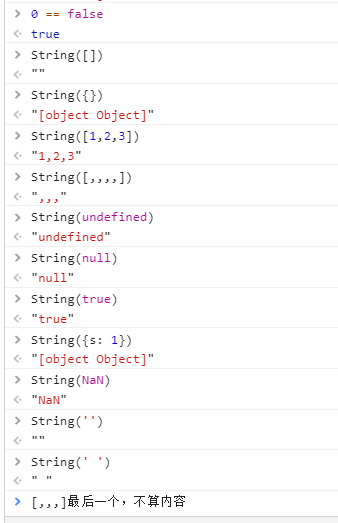 0 == false
true
String([])
""
String({})
"[object Object]"
String([1,2,3])
"1,2,3"
String([,,,,])
",,,"
String(undefined)
"undefined"
String(null)
"null"
String(true)
"true"
String({s: 1})
"[object Object]"
String(NaN)
"NaN"
String('')
""
String(' ')
" "
[,,,]最后一个，不算内容